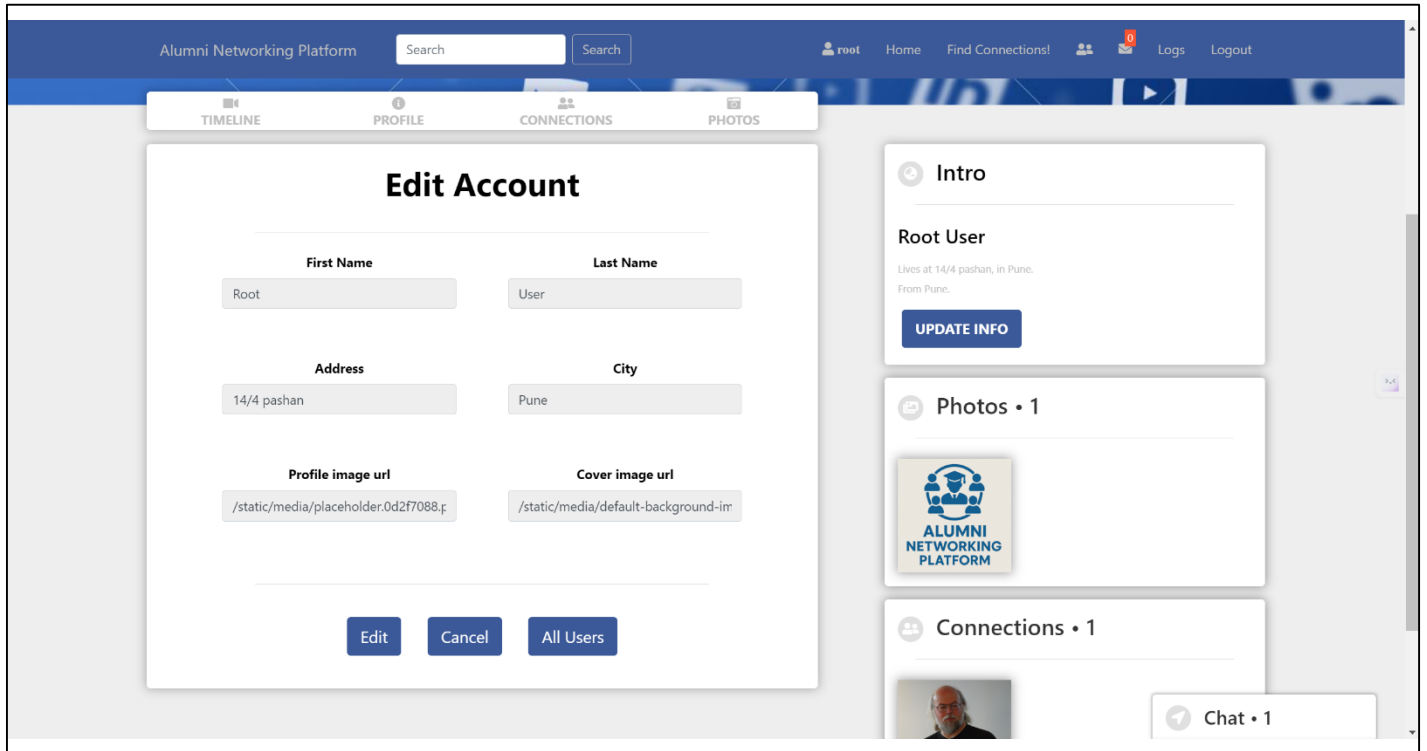 Alumni Networking Platform Search Search root Home Find Connections! 0 Logs Logout
TIMELINE PROFILE CONNECTIONS PHOTOS
Edit Account
First Name Last Name
Root User
Address City
14/4 pashan Pune
Profile image url Cover image url
/static/media/placeholder.0d2f7088.p /static/media/default-background-im
Edit Cancel All Users
Intro
Root User
Lives at 14/4 pashan, in Pune.
From Pune.
UPDATE INFO
Photos • 1
ALUMNI
NETWORKING
PLATFORM
Connections • 1
Chat • 1